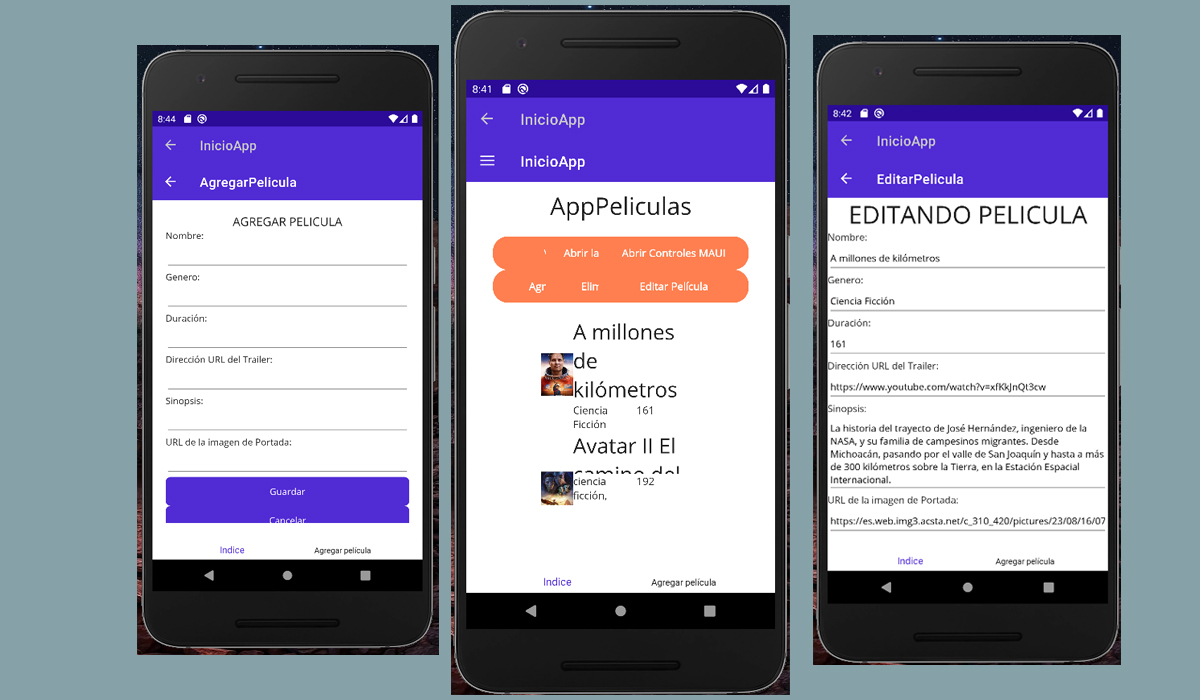 8:44
InicioApp
AgregarPelicula
AGREGAR PELICULA
Nombre:
Genero:
Duración:
Dirección URL del Trailer:
Sinopsis:
URL de la imagen de Portada:
Guardar
Cancelar
Indice
Agregar película
8:41
InicioApp
InicioApp
AppPeliculas
Abrir la
Abrir Controles MAUI
Agr
Elim
Editar Película
A millones
de
kilómetros
Ciencia 161
Ficción
Avatar II El
camino del
ciencia 192
ficción,
Indice
Agregar película
8:42
InicioApp
EditarPelicula
EDITANDO PELICULA
Nombre:
A millones de kilómetros
Genero:
Ciencia Ficción
Duración:
161
Dirección URL del Trailer:
https://www.youtube.com/watch?v=xfKkJnQt3cw
Sinopsis:
La historia del trayecto de José Hernández, ingeniero de la
NASA, y su familia de campesinos migrantes. Desde
Michoacán, pasando por el valle de San Joaquín y hasta a más
de 300 kilómetros sobre la Tierra, en la Estación Espacial
Internacional.
URL de la imagen de Portada:
https://es.web.img3.acsta.net/c_310_420/pictures/23/08/16/07
Indice
Agregar película